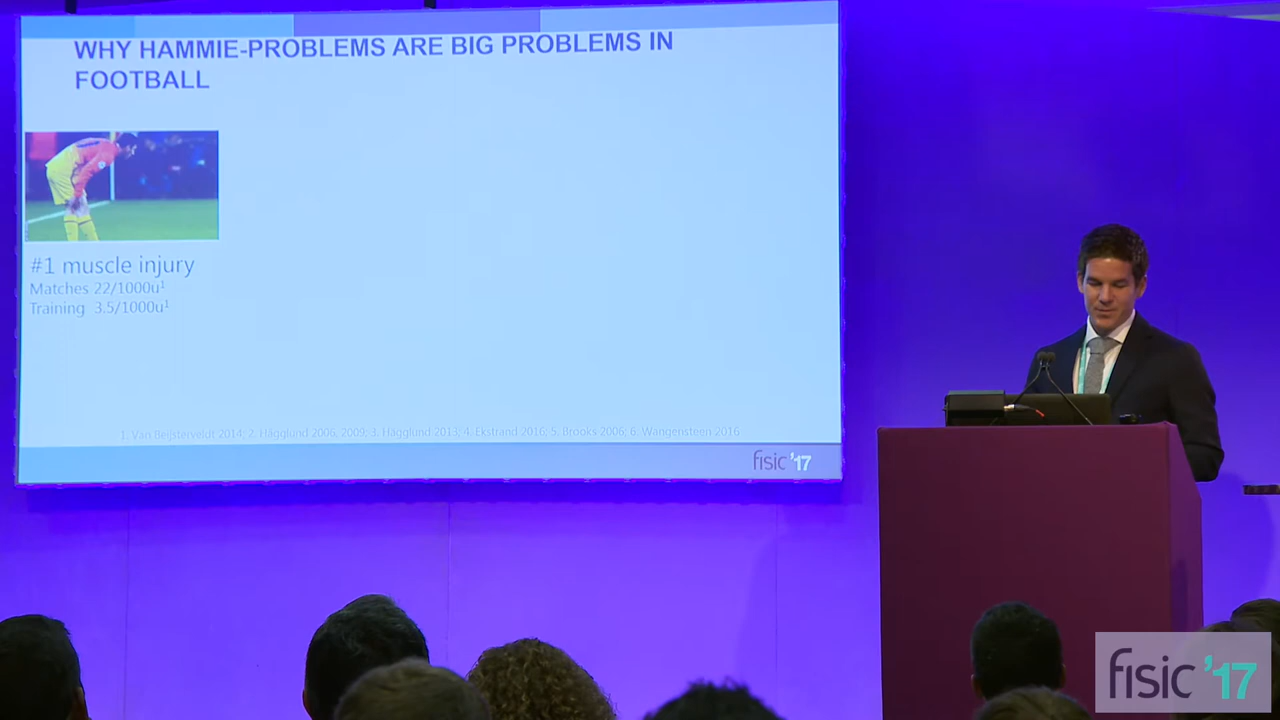 WHY HAMMIE-PROBLEMS ARE BIG PROBLEMS IN
FOOTBALL
#1 muscle injury
Matches 22/1000u¹
Training 3.5/1000u¹
1. Van Beijsterveldt 2014; 2. Hägglund 2006, 2009; 3. Hägglund 2013; 4. Ekstrand 2016; 5. Brooks 2006; 6. Wangensteen 2016
fisic '17
fisic '17